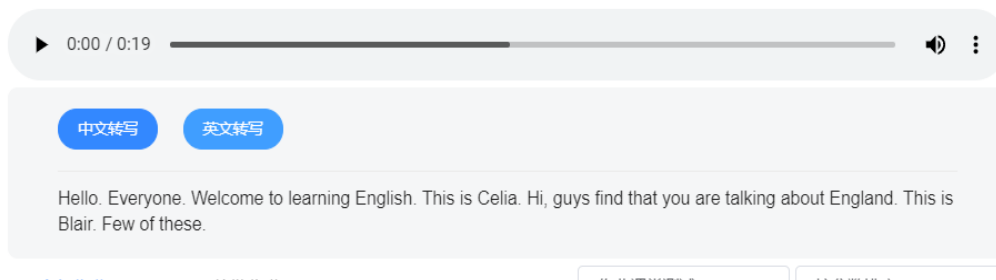 0:00 / 0:19
中文转写 英文转写
Hello. Everyone. Welcome to learning English. This is Celia. Hi, guys find that you are talking about England. This is
Blair. Few of these.